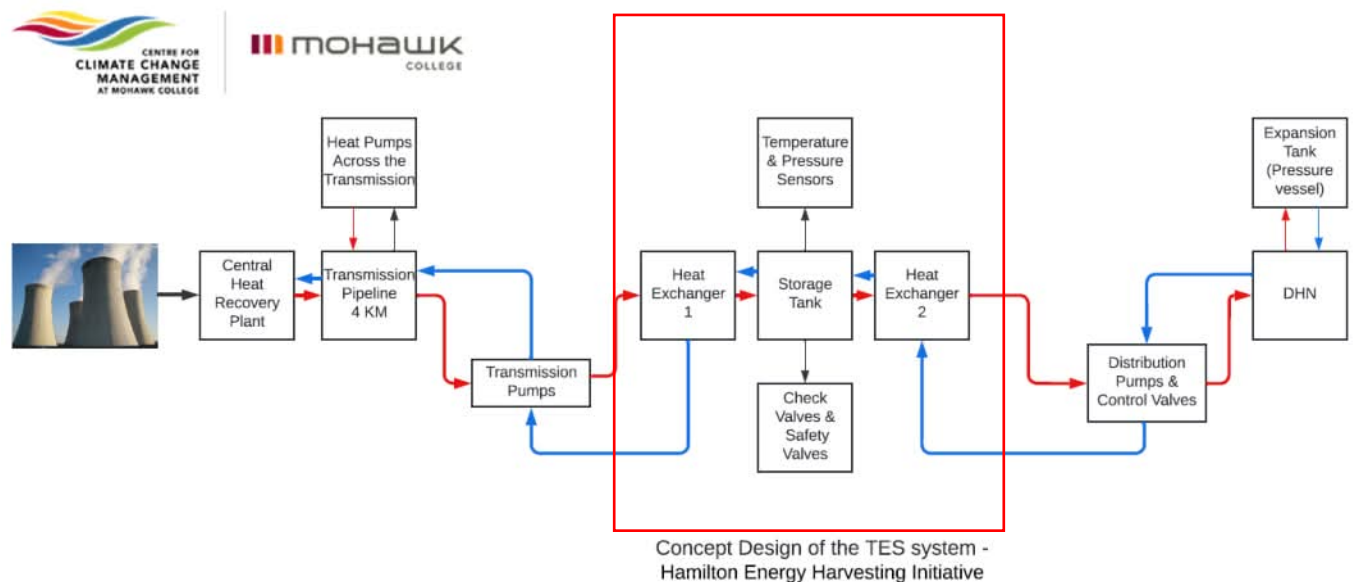 CENTRE FOR
CLIMATE CHANGE
MANAGEMENT
AT MOHAWK COLLEGE
mohawk
COLLEGE
Heat Pumps
Across the
Transmission
Temperature
& Pressure
Sensors
Expansion
Tank
(Pressure
vessel)
Central
Heat
Recovery
Plant
Transmission
Pipeline
4 KM
Heat
Exchanger
1
Storage
Tank
Heat
Exchanger
2
DHN
Transmission
Pumps
Distribution
Pumps &
Control Valves
Check
Valves &
Safety
Valves
Concept Design of the TES system -
Hamilton Energy Harvesting Initiative